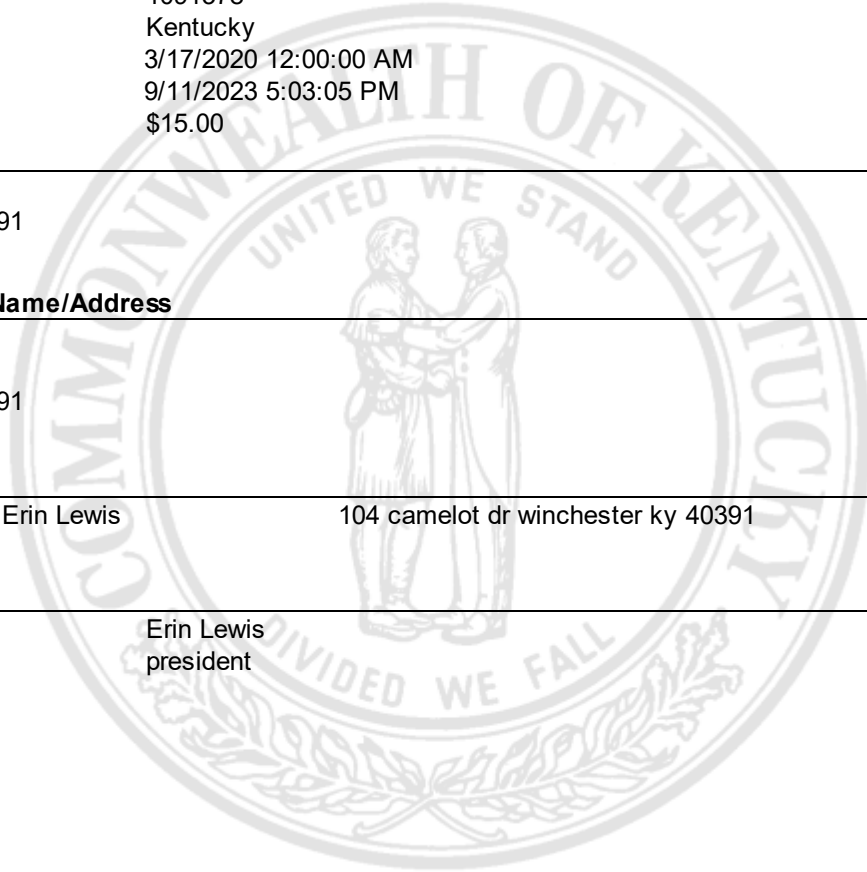 Kentucky
3/17/2020 12:00:00 AM
9/11/2023 5:03:05 PM
$15.00
91
Name/Address
91
Erin Lewis 104 camelot dr winchester ky 40391
Erin Lewis
president
COMMONWEALTH OF KENTUCKY
UNITED WE STAND
DIVIDED WE FALL